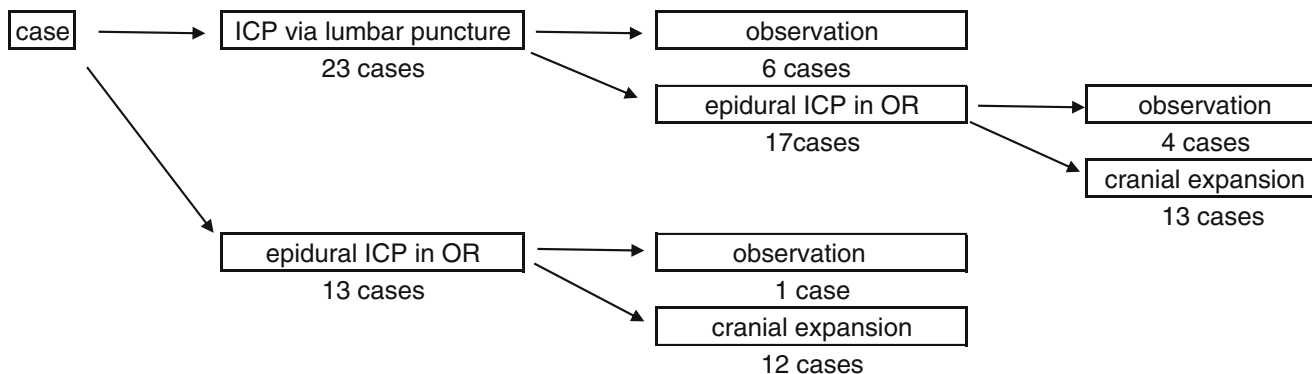 case
ICP via lumbar puncture
23 cases
observation
6 cases
epidural ICP in OR
17cases
observation
4 cases
cranial expansion
13 cases
epidural ICP in OR
13 cases
observation
1 case
cranial expansion
12 cases